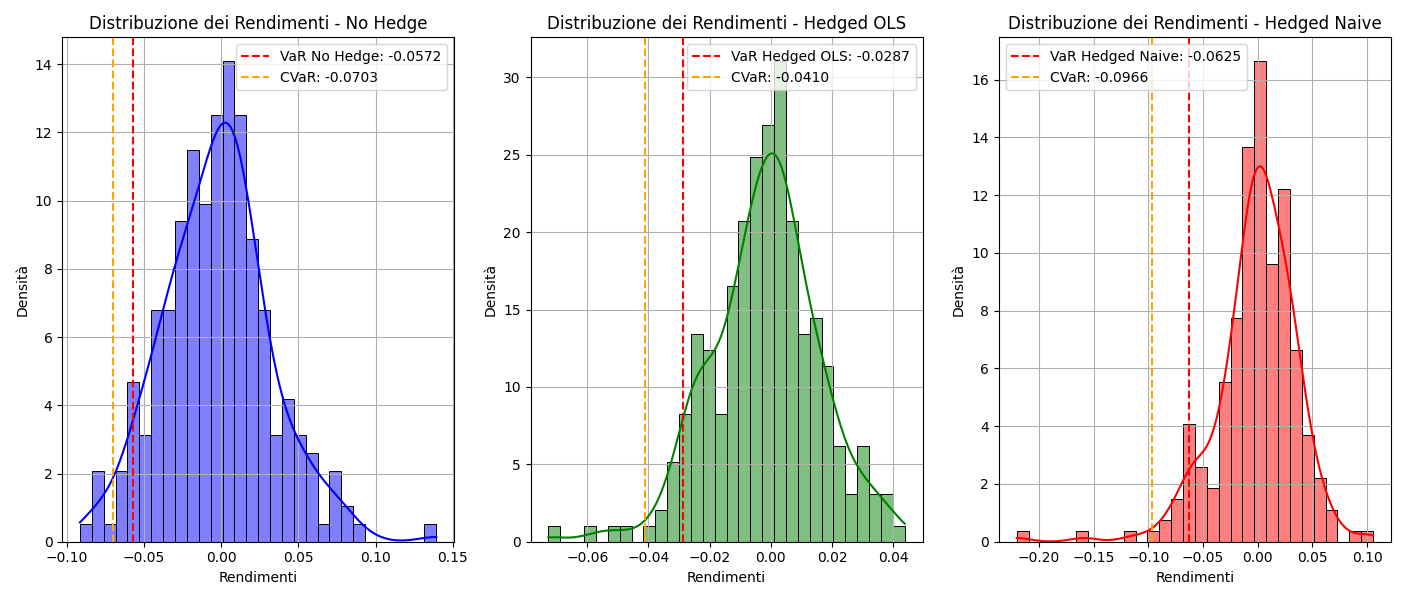 Distribuzione dei Rendimenti - No Hedge
VaR No Hedge: -0.0572
CVaR: -0.0703
Densità
14
12
10
8
6
4
2
0
−0.10
−0.05
0.00
0.05
0.10
0.15
Rendimenti
Distribuzione dei Rendimenti - Hedged OLS
VaR Hedged OLS: -0.0287
CVaR: -0.0410
Densità
30
25
20
15
10
5
0
−0.06
−0.04
−0.02
0.00
0.02
0.04
Rendimenti
Distribuzione dei Rendimenti - Hedged Naive
VaR Hedged Naive: -0.0625
CVaR: -0.0966
Densità
16
14
12
10
8
6
4
2
0
−0.20
−0.15
−0.10
−0.05
0.00
0.05
0.10
Rendimenti